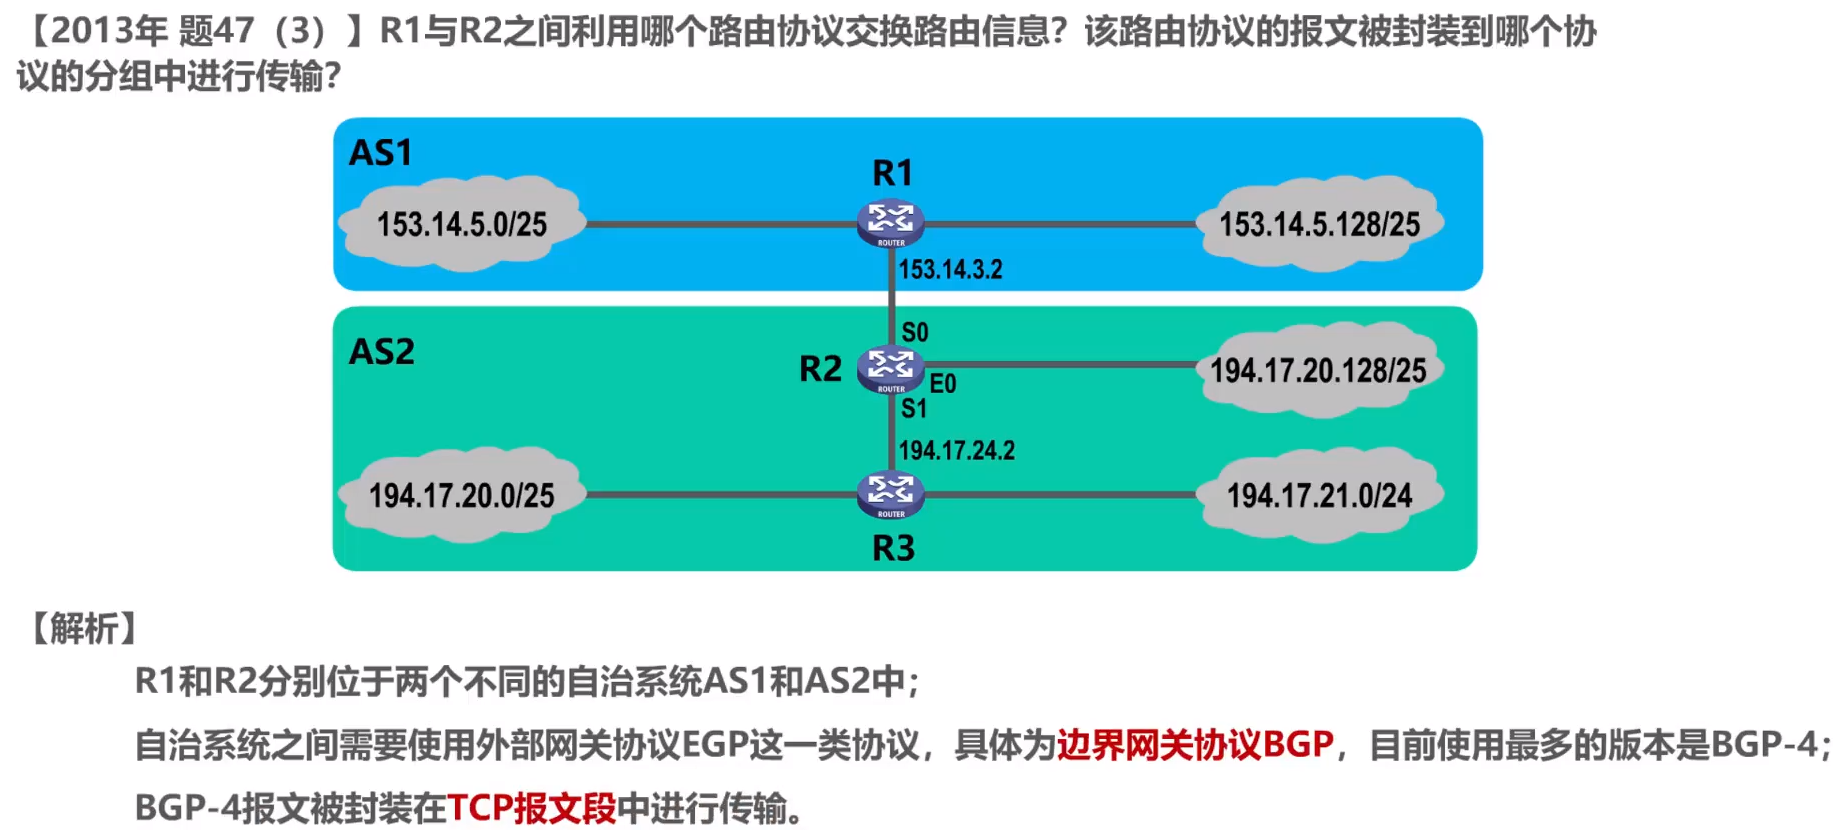 【2013年 题47（3）】R1与R2之间利用哪个路由协议交换路由信息？该路由协议的报文被封装到哪个协
议的分组中进行传输？
AS1
R1
153.14.5.0/25
ROUTER
153.14.5.128/25
153.14.3.2
AS2
S0
R2
ROUTER
E0
194.17.20.128/25
S1
194.17.24.2
194.17.20.0/25
ROUTER
194.17.21.0/24
R3
【解析】
R1和R2分别位于两个不同的自治系统AS1和AS2中；
自治系统之间需要使用外部网关协议EGP这一类协议，具体为边界网关协议BGP，目前使用最多的版本是BGP-4；
BGP-4报文被封装在TCP报文段中进行传输。